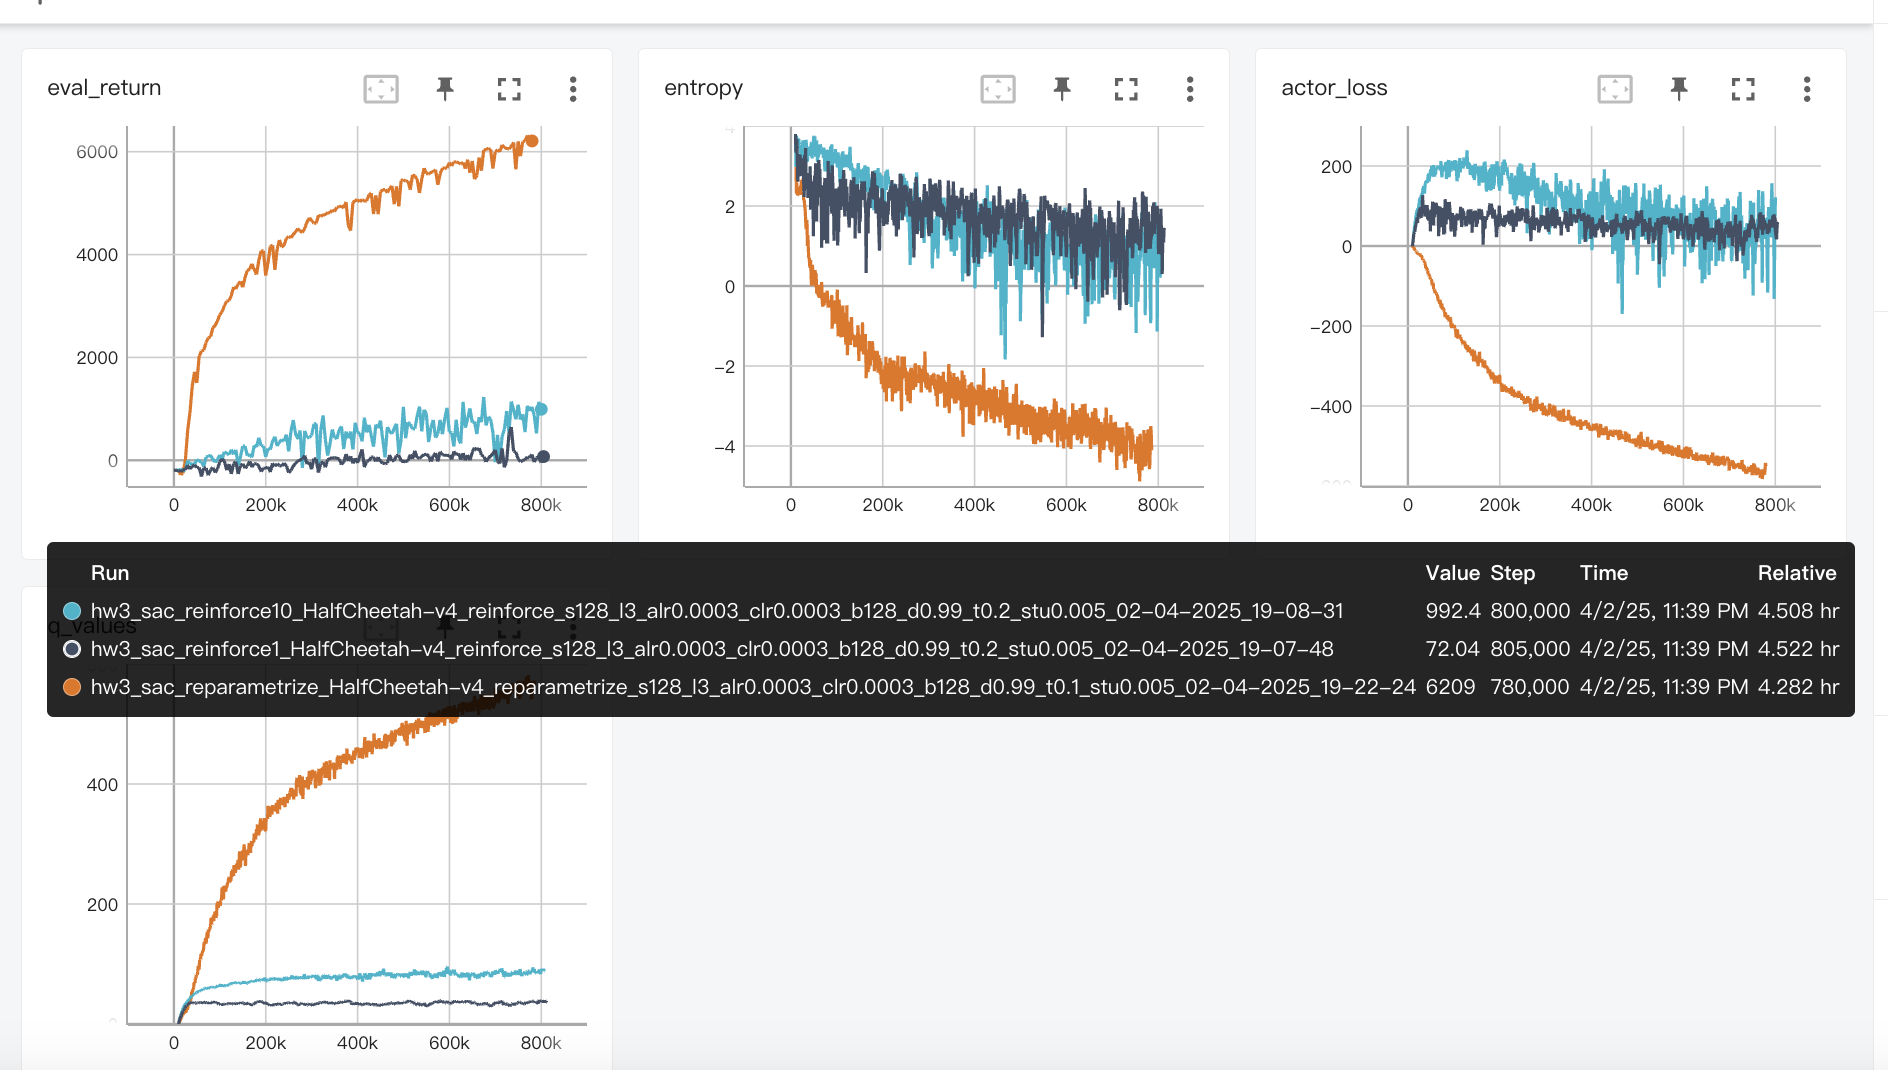 eval_return
6000
4000
2000
0
0 200k 400k 600k 800k
entropy
4
2
0
−2
−4
0 200k 400k 600k 800k
actor_loss
200
0
−200
−400
−600
0 200k 400k 600k 800k
Run Value Step Time Relative
hw3_sac_reinforce10_HalfCheetah−v4_reinforce_s128_l3_alr0.0003_clr0.0003_b128_d0.99_t0.2_stu0.005_02−04−2025_19−08−31 992.4 800,000 4/2/25, 11:39 PM 4.508 hr
hw3_sac_reinforce1_HalfCheetah−v4_reinforce_s128_l3_alr0.0003_clr0.0003_b128_d0.99_t0.2_stu0.005_02−04−2025_19−07−48 72.04 805,000 4/2/25, 11:39 PM 4.522 hr
hw3_sac_reparametrize_HalfCheetah−v4_reparametrize_s128_l3_alr0.0003_clr0.0003_b128_d0.99_t0.1_stu0.005_02−04−2025_19−22−24 6209 780,000 4/2/25, 11:39 PM 4.282 hr
q_values
400
200
0
0 200k 400k 600k 800k